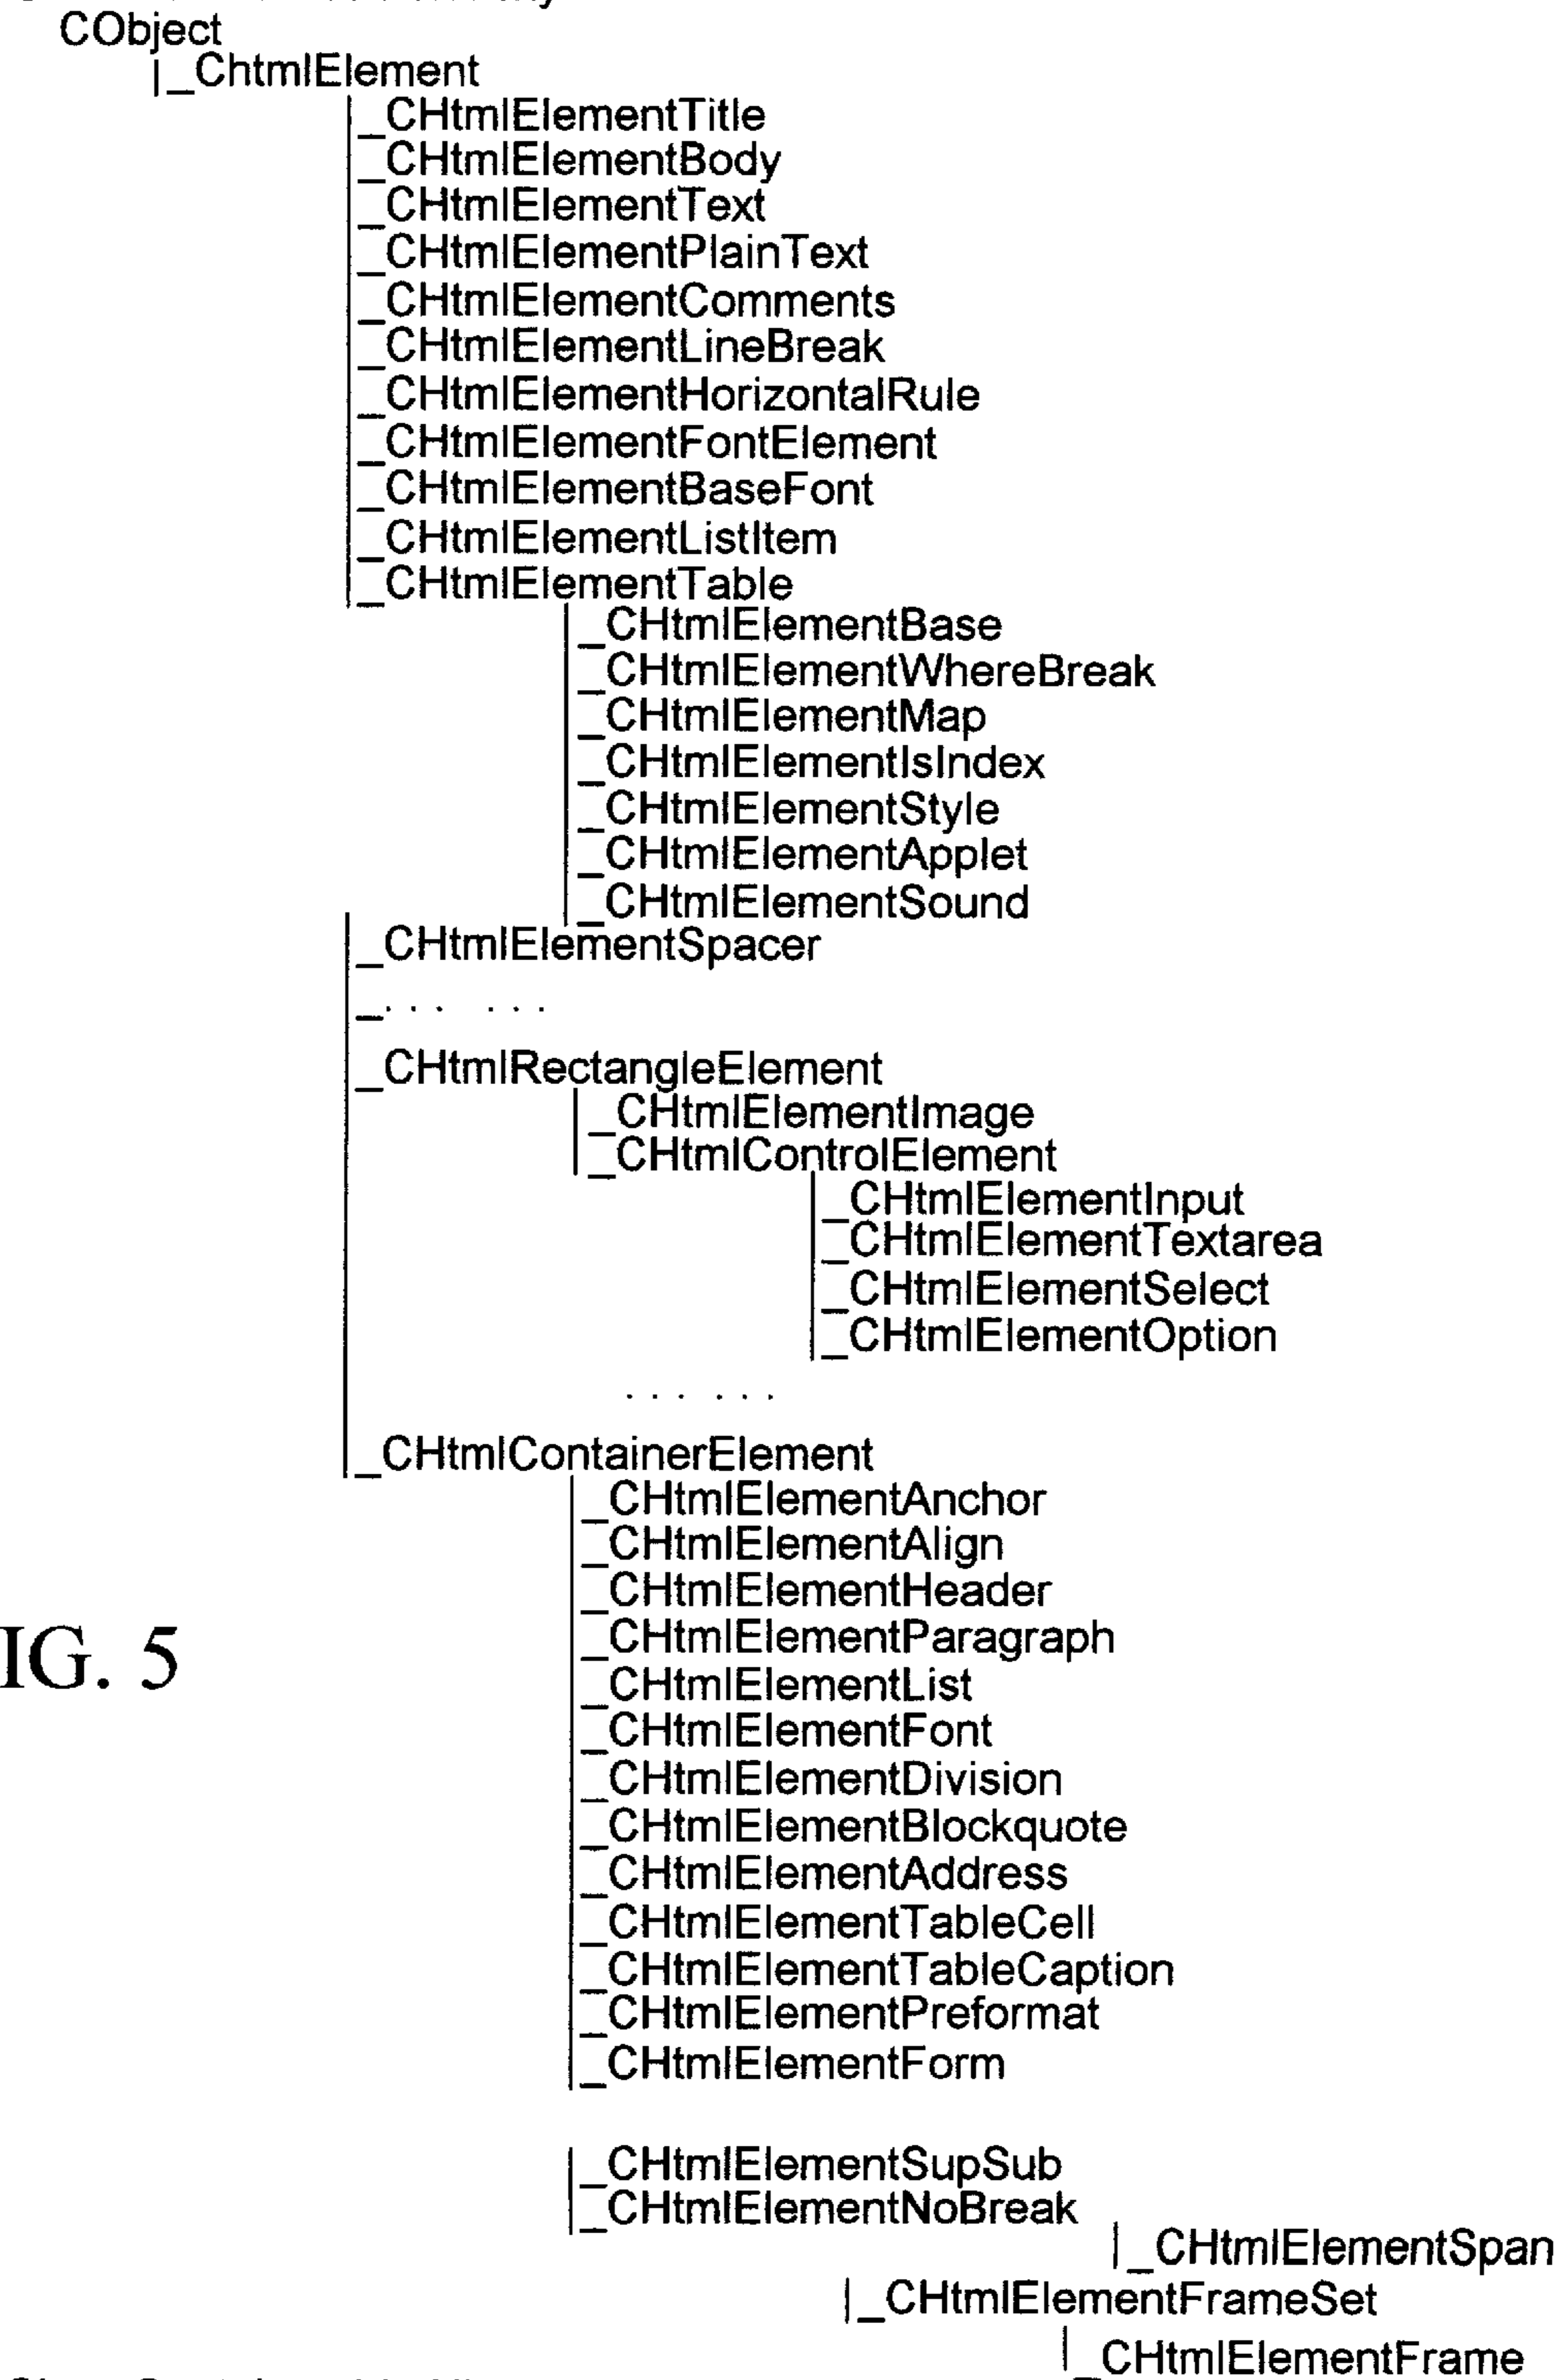 CObject
|_ChtmlElement
|_CHtmlElementTitle
|_CHtmlElementBody
|_CHtmlElementText
|_CHtmlElementPlainText
|_CHtmlElementComments
|_CHtmlElementLineBreak
|_CHtmlElementHorizontalRule
|_CHtmlElementFontElement
|_CHtmlElementBaseFont
|_CHtmlElementListItem
|_CHtmlElementTable
|_CHtmlElementBase
|_CHtmlElementWhereBreak
|_CHtmlElementMap
|_CHtmlElementIsIndex
|_CHtmlElementStyle
|_CHtmlElementApplet
|_CHtmlElementSound
|_CHtmlElementSpacer
|_... ...
|_CHtmlRectangleElement
|_CHtmlElementImage
|_CHtmlControlElement
|_CHtmlElementInput
|_CHtmlElementTextarea
|_CHtmlElementSelect
|_CHtmlElementOption
... ...
|_CHtmlContainerElement
|_CHtmlElementAnchor
|_CHtmlElementAlign
|_CHtmlElementHeader
|_CHtmlElementParagraph
IG. 5
|_CHtmlElementList
|_CHtmlElementFont
|_CHtmlElementDivision
|_CHtmlElementBlockquote
|_CHtmlElementAddress
|_CHtmlElementTableCell
|_CHtmlElementTableCaption
|_CHtmlElementPreformat
|_CHtmlElementForm
|_CHtmlElementSupSub
|_CHtmlElementNoBreak
|_CHtmlElementSpan
|_CHtmlElementFrameSet
|_CHtmlElementFrame